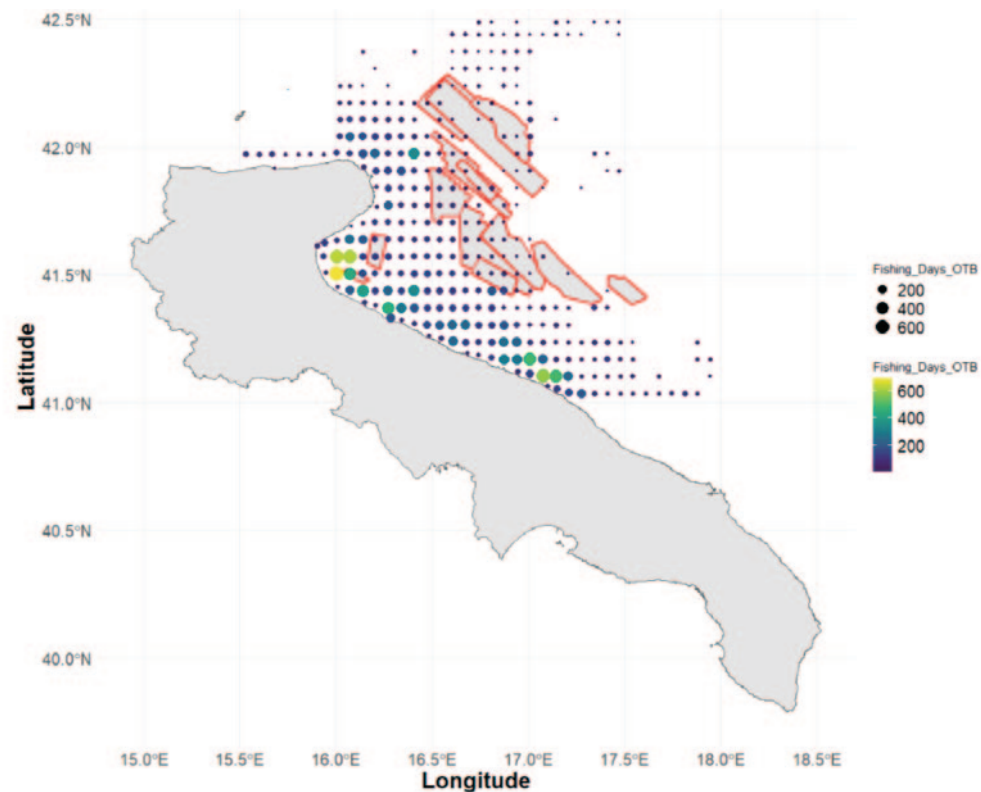 42.5°N
42.0°N
41.5°N
41.0°N
40.5°N
40.0°N
Latitude
15.0°E 15.5°E 16.0°E 16.5°E 17.0°E 17.5°E 18.0°E 18.5°E
Longitude
Fishing_Days_OTB
200
400
600
Fishing_Days_OTB
600
400
200